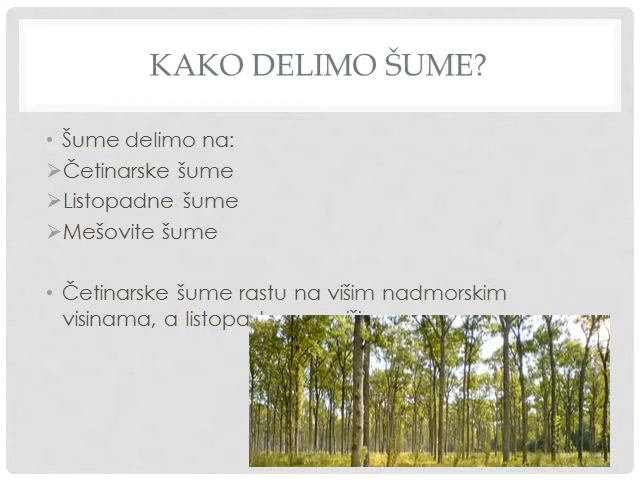 KAKO DELIMO ŠUME?
• Šume delimo na:
➢Četinarske šume
➢Listopadne šume
➢Mešovite šume
• Četinarske šume rastu na višim nadmorskim
visinama, a